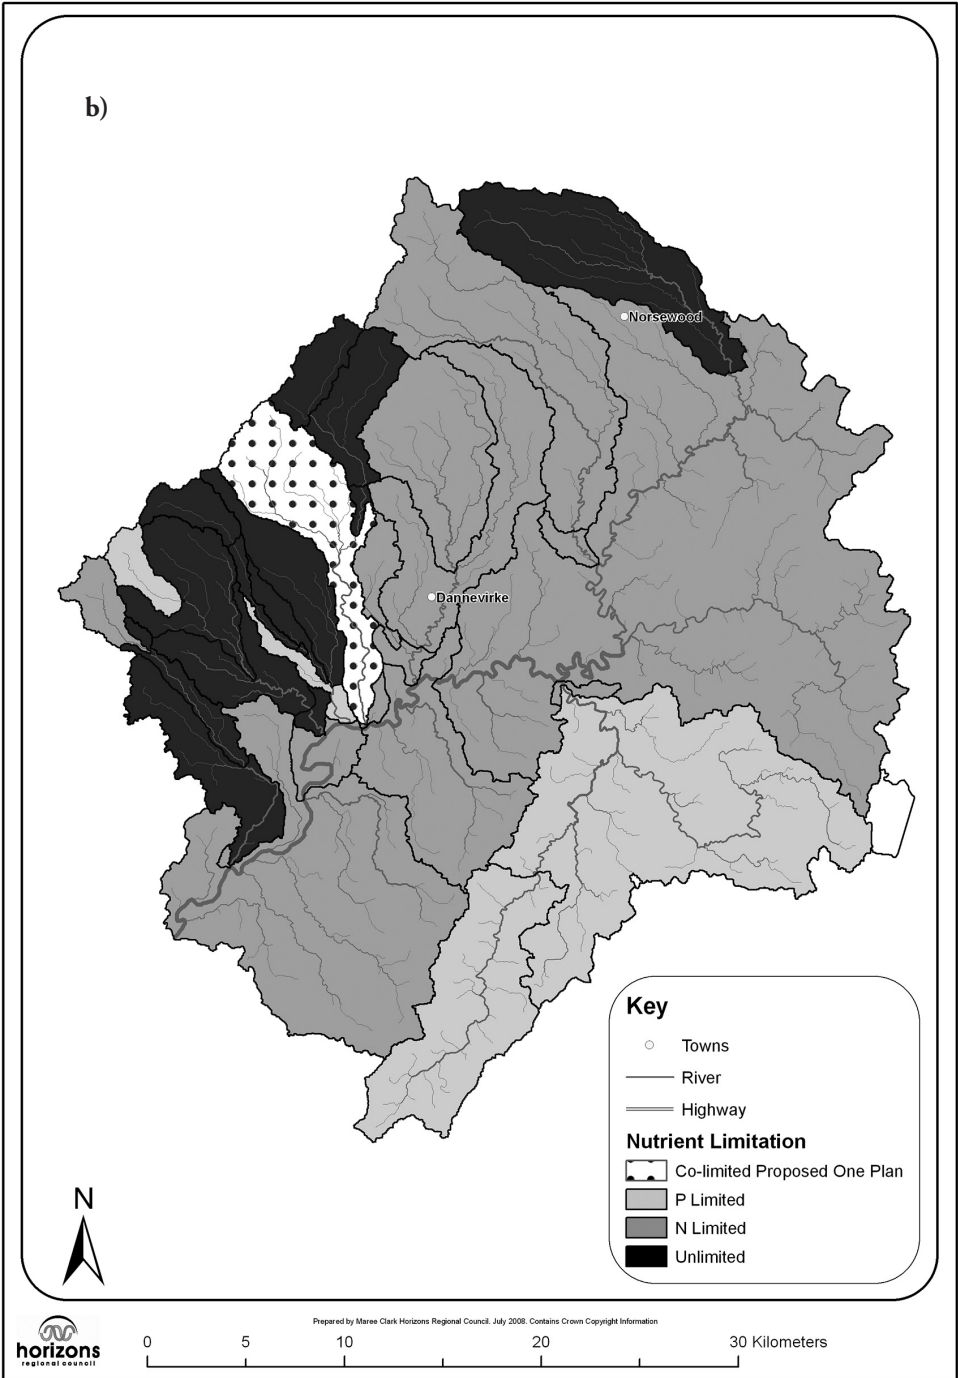 b)
Norsewood
Dannevirke
Key
Towns
River
Highway
Nutrient Limitation
Co-limited Proposed One Plan
P Limited
N Limited
Unlimited
N
Prepared by Maree Clark Horizons Regional Council. July 2008. Contains Crown Copyright Information
horizons
regional council
0 5 10 20 30 Kilometers